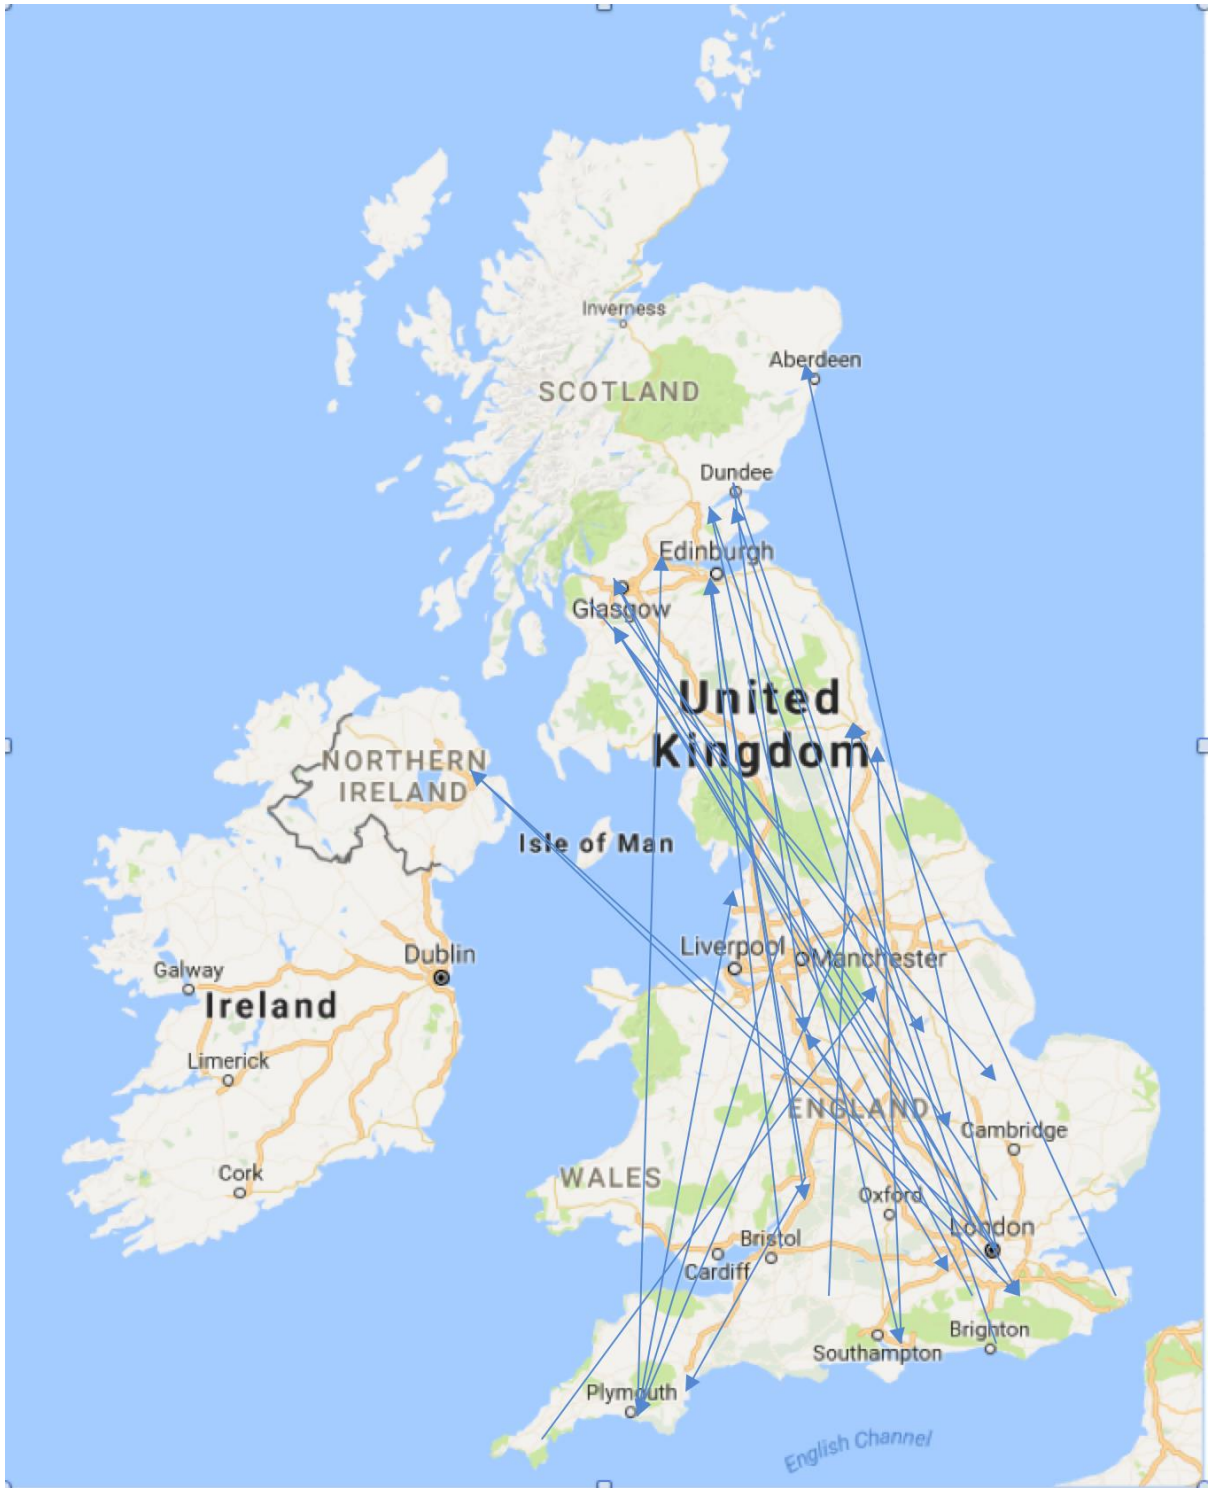 Inverness
Aberdeen
SCOTLAND
Dundee
Edinburgh
Glasgow
United
Kingdom
NORTHERN
IRELAND
Isle of Man
Dublin
Liverpool
Manchester
Galway
Ireland
Limerick
ENGLAND
Cambridge
Cork
WALES
Oxford
London
Bristol
Cardiff
Brighton
Southampton
Plymouth
English Channel